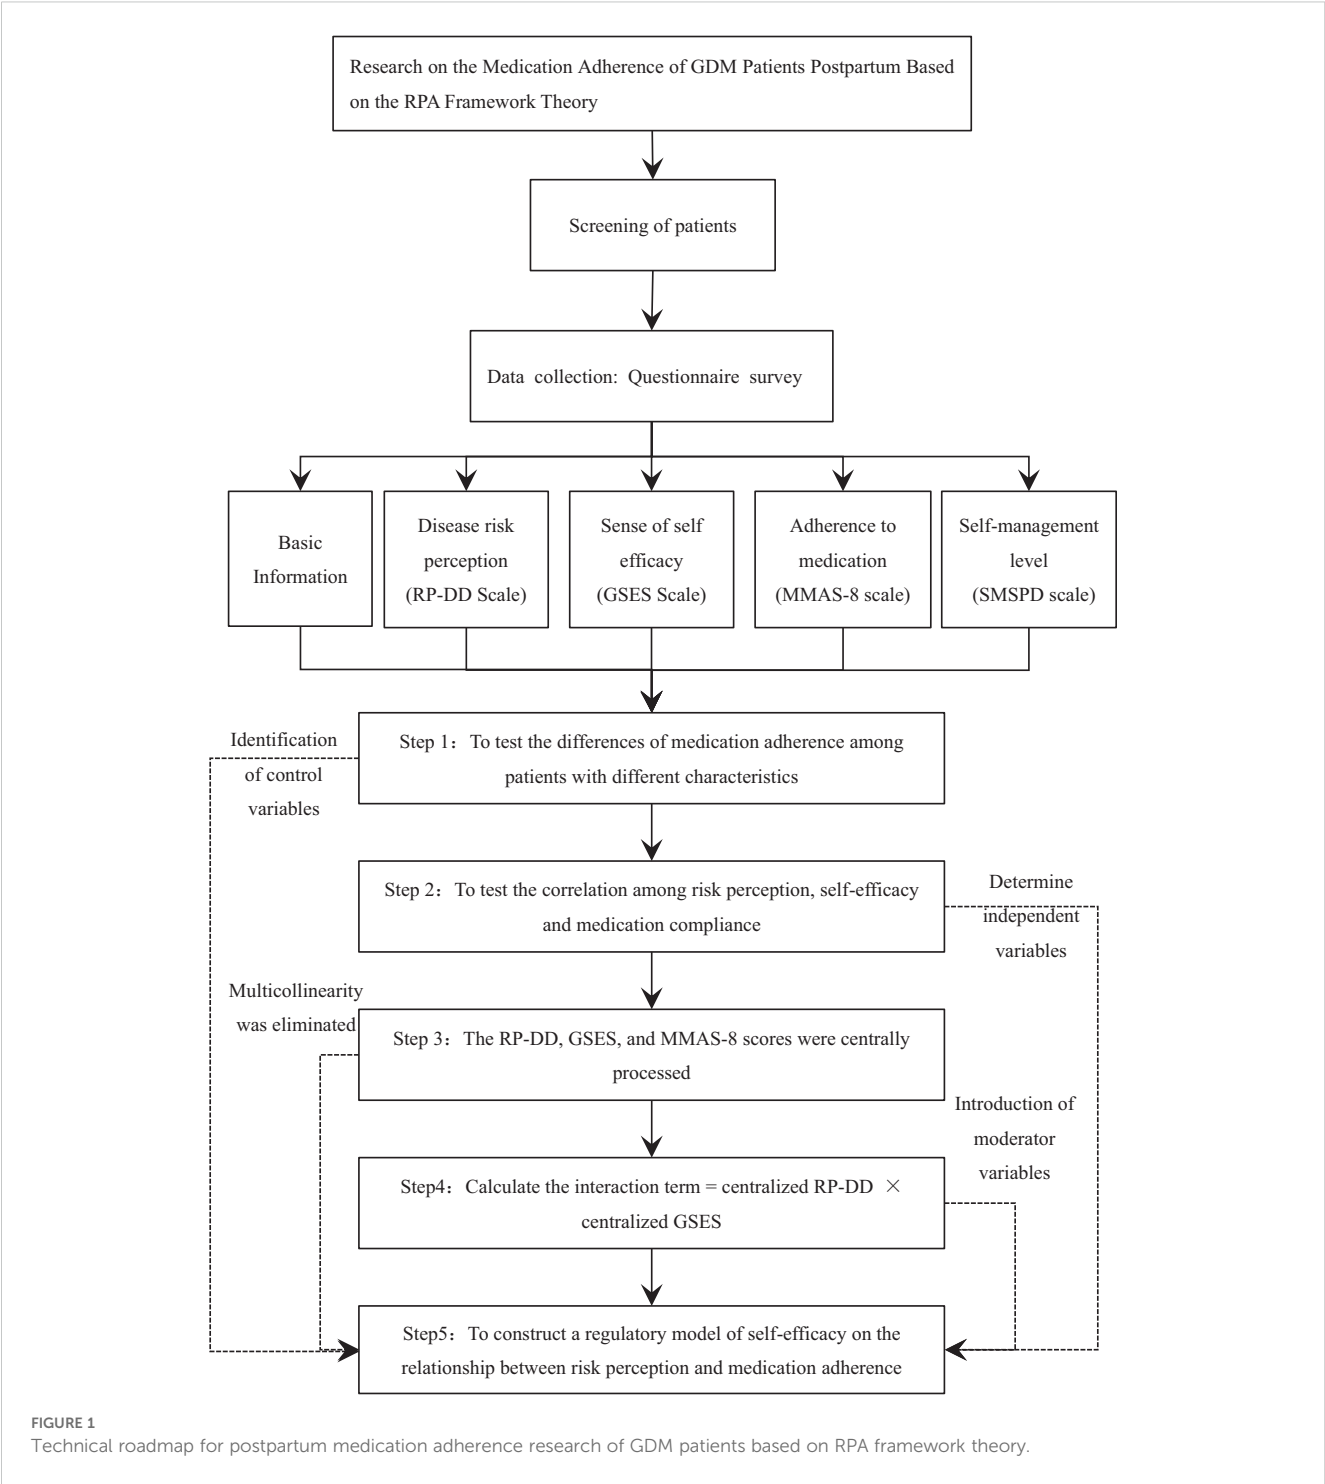 Research on the Medication Adherence of GDM Patients Postpartum Based
on the RPA Framework Theory
Screening of patients
Data collection: Questionnaire survey
Basic
Information
Disease risk
perception
(RP-DD Scale)
Sense of self
efficacy
(GSES Scale)
Adherence to
medication
(MMAS-8 scale)
Self-management
level
(SMSPD scale)
Identification
of control
variables
Step 1：To test the differences of medication adherence among
patients with different characteristics
Step 2：To test the correlation among risk perception, self-efficacy
and medication compliance
Determine
independent
variables
Multicollinearity
was eliminated
Step 3：The RP-DD, GSES, and MMAS-8 scores were centrally
processed
Introduction of
moderator
variables
Step4：Calculate the interaction term = centralized RP-DD ×
centralized GSES
Step5：To construct a regulatory model of self-efficacy on the
relationship between risk perception and medication adherence
FIGURE 1
Technical roadmap for postpartum medication adherence research of GDM patients based on RPA framework theory.